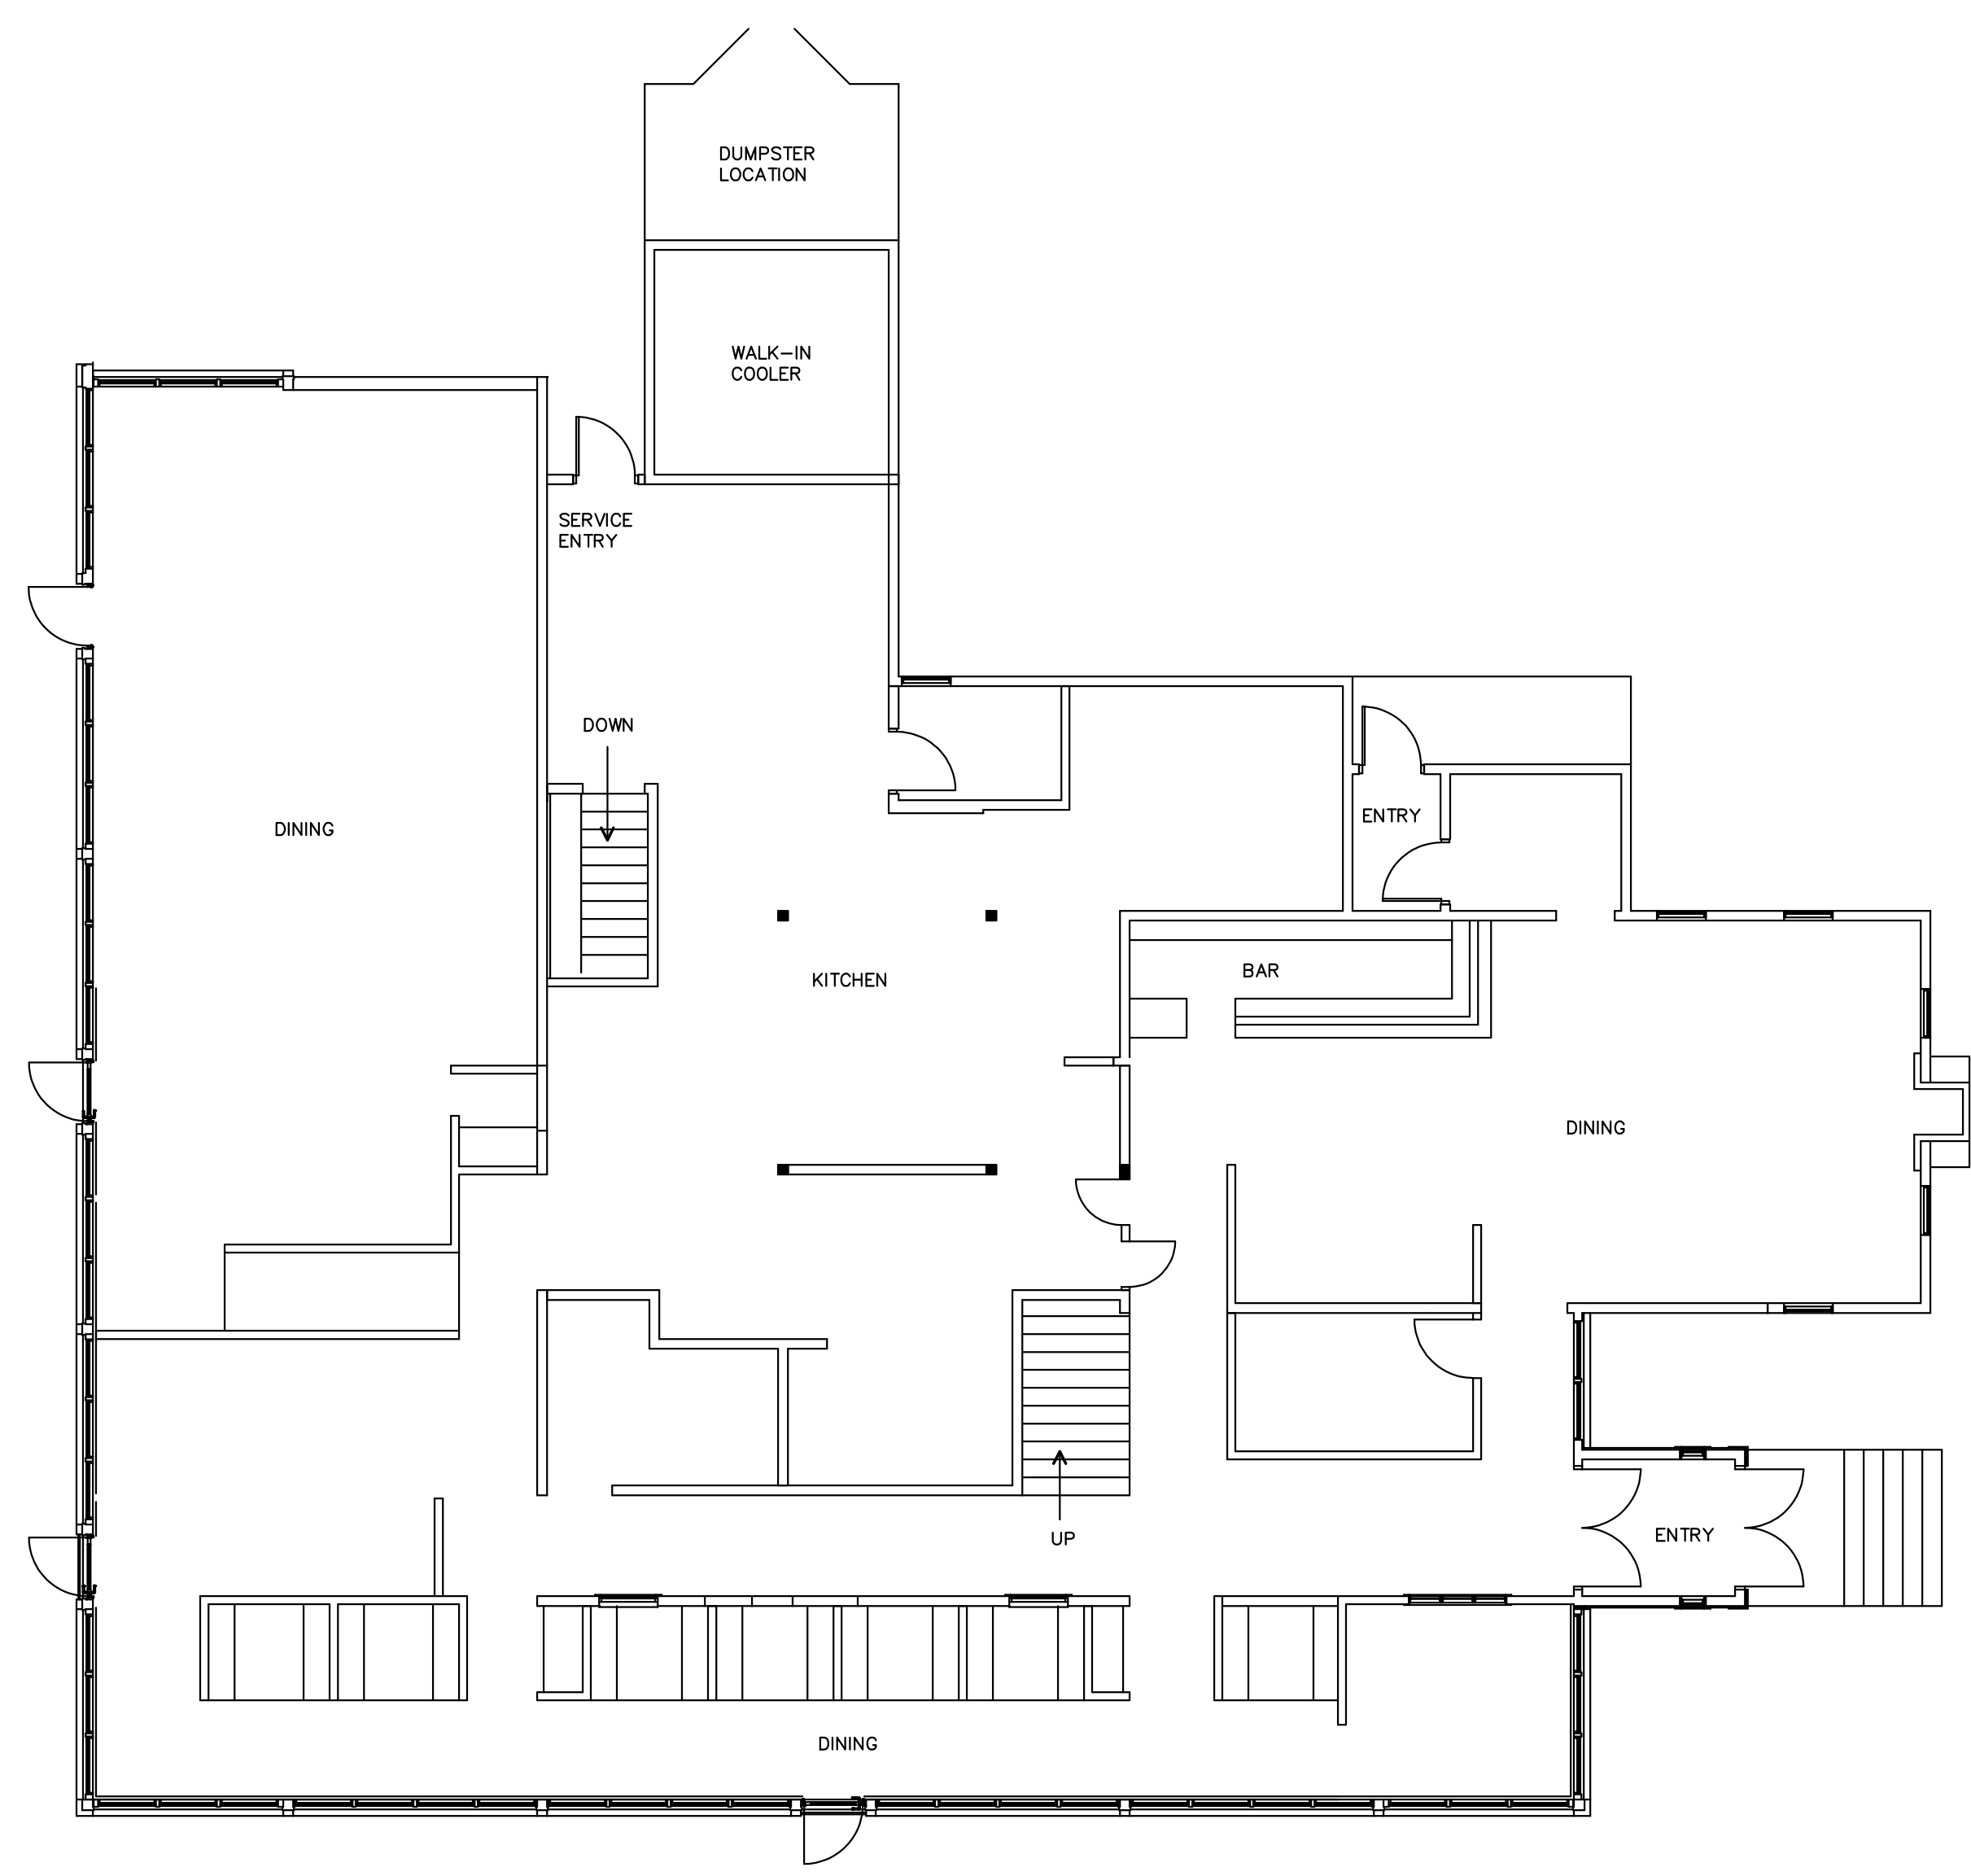 DUMPSTER
LOCATION
WALK-IN
COOLER
SERVICE
ENTRY
DOWN
DINING
ENTRY
KITCHEN
BAR
DINING
UP
ENTRY
DINING